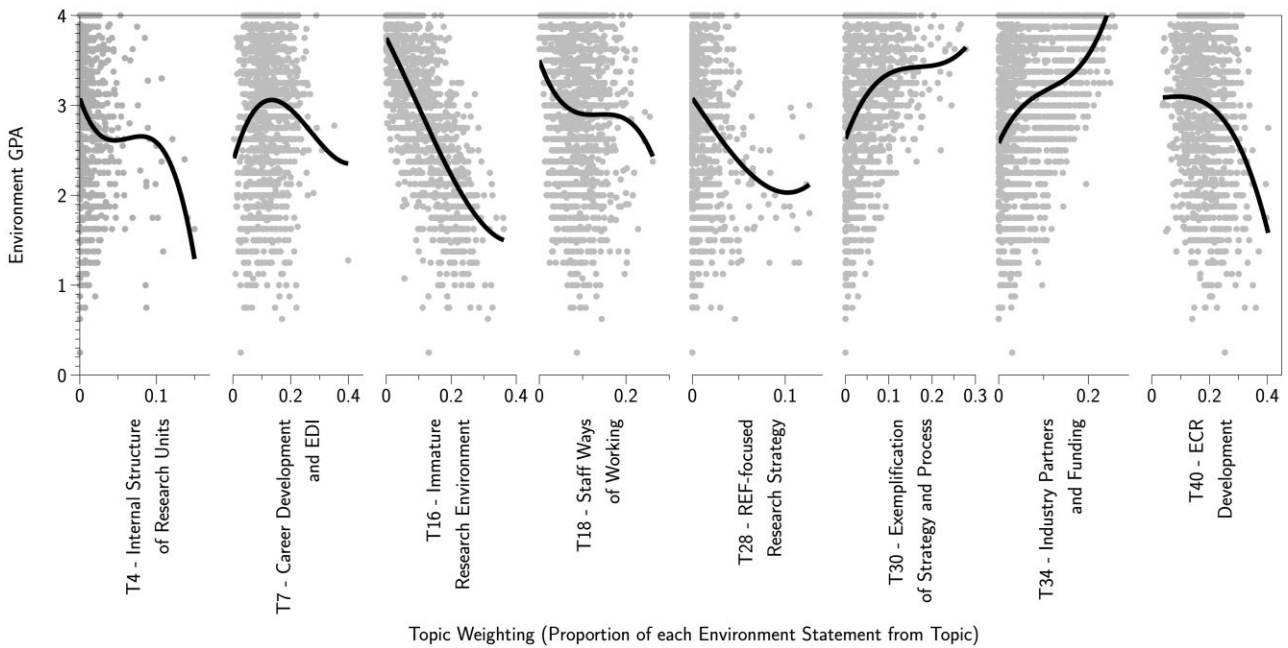 Environment GPA
4
3
2
1
0
0 0.1
0 0.2 0.4
0 0.2 0.4
0 0.2
0 0.1
0 0.1 0.2 0.3
0 0.2
0 0.2 0.4
T4 - Internal Structure
of Research Units
T7 - Career Development
and EDI
T16 - Immature
Research Environment
T18 - Staff Ways
of Working
T28 - REF-focused
Research Strategy
T30 - Exemplification
of Strategy and Process
T34 - Industry Partners
and Funding
T40 - ECR
Development
Topic Weighting (Proportion of each Environment Statement from Topic)